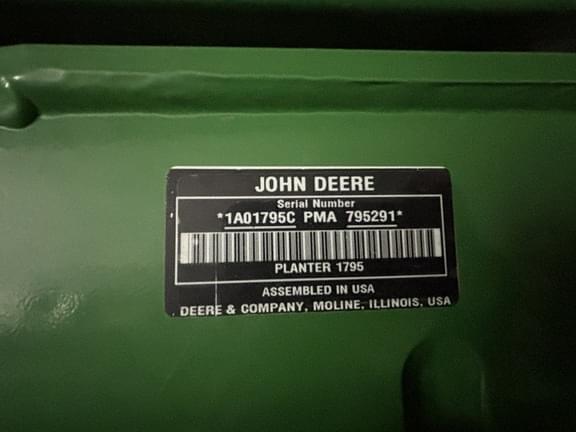 JOHN DEERE
Serial Number
*1A01795C PMA 795291*
PLANTER 1795
ASSEMBLED IN USA
DEERE & COMPANY, MOLINE, ILLINOIS, USA